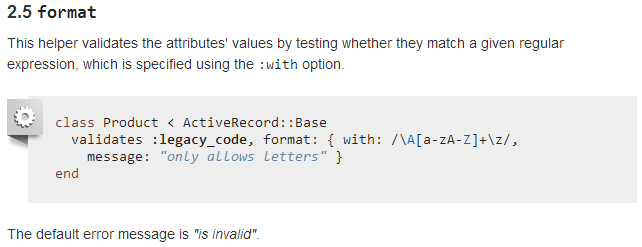 2.5 format
This helper validates the attributes' values by testing whether they match a given regular
expression, which is specified using the :with option.
class Product < ActiveRecord::Base
  validates :legacy_code, format: { with: /\A[a-zA-Z]+\z/,
    message: "only allows letters" }
end
The default error message is "is invalid".